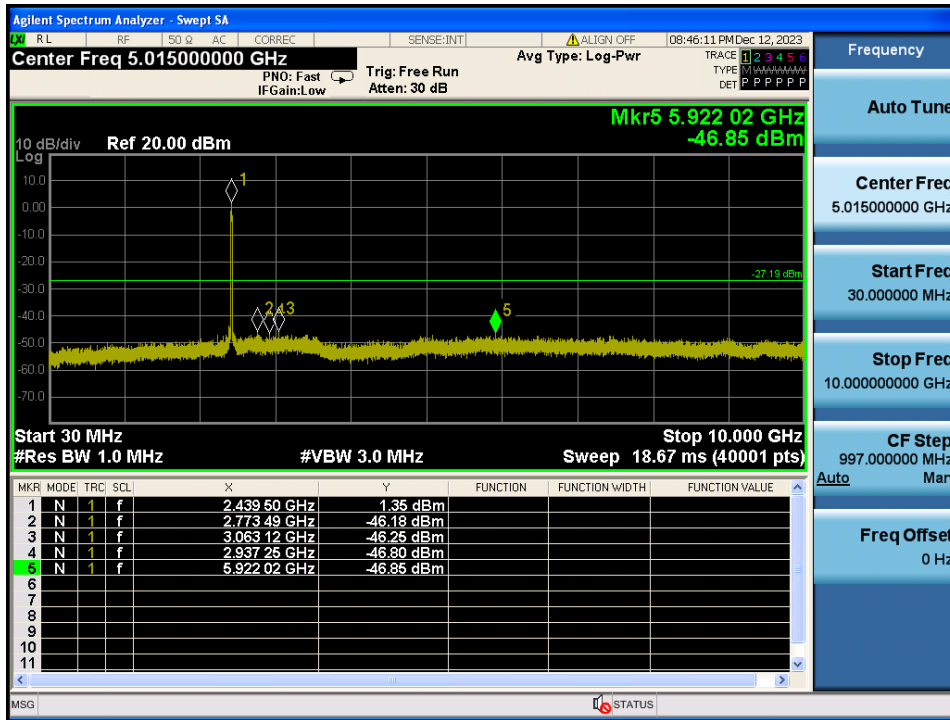 Agilent Spectrum Analyzer - Swept SA
LXI RL RF 50 Ω AC CORREC SENSE:INT ALIGN OFF 08:46:11 PM Dec 12, 2023
Center Freq 5.015000000 GHz
PNO: Fast
IFGain:Low
Trig: Free Run
Atten: 30 dB
Avg Type: Log-Pwr
TRACE 1 2 3 4 5 6
TYPE M
DET P P P P P P
Mkr5 5.922 02 GHz
-46.85 dBm
10 dB/div Ref 20.00 dBm
Log
10.0
0.00
-10.0
-20.0
-30.0
-40.0
-50.0
-60.0
-70.0
1
-27.19 dBm
2 4 3
5
Start 30 MHz Stop 10.000 GHz
#Res BW 1.0 MHz #VBW 3.0 MHz Sweep 18.67 ms (40001 pts)
MKR MODE TRC SCL X Y FUNCTION FUNCTION WIDTH FUNCTION VALUE
1 N 1 f 2.439 50 GHz 1.35 dBm
2 N 1 f 2.773 49 GHz -46.18 dBm
3 N 1 f 3.063 12 GHz -46.25 dBm
4 N 1 f 2.937 25 GHz -46.80 dBm
5 N 1 f 5.922 02 GHz -46.85 dBm
6
7
8
9
10
11
MSG STATUS
Frequency
Auto Tune
Center Freq
5.015000000 GHz
Start Freq
30.000000 MHz
Stop Freq
10.000000000 GHz
CF Step
997.000000 MHz
Auto Man
Freq Offset
0 Hz